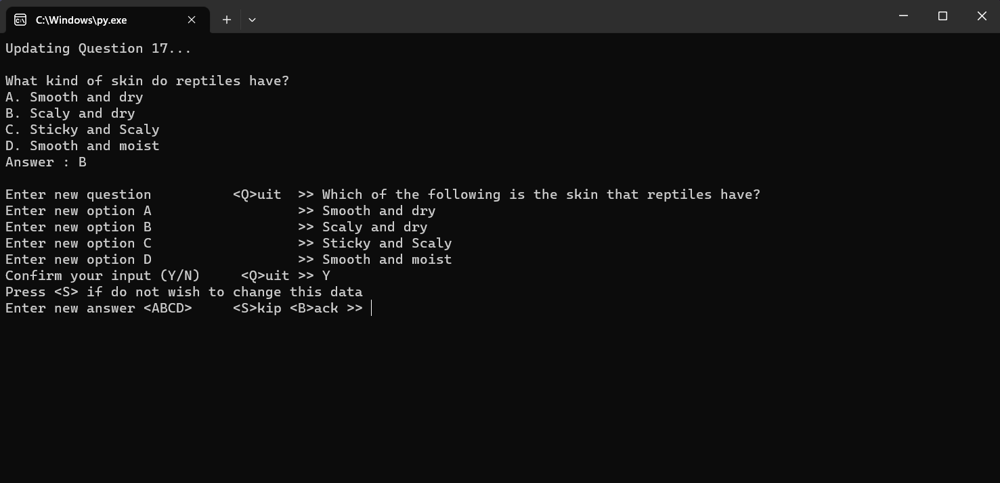 C:\Windows\py.exe
Updating Question 17...
What kind of skin do reptiles have?
A. Smooth and dry
B. Scaly and dry
C. Sticky and Scaly
D. Smooth and moist
Answer : B
Enter new question          <Q>uit  >> Which of the following is the skin that reptiles have?
Enter new option A                  >> Smooth and dry
Enter new option B                  >> Scaly and dry
Enter new option C                  >> Sticky and Scaly
Enter new option D                  >> Smooth and moist
Confirm your input (Y/N)     <Q>uit >> Y
Press <S> if do not wish to change this data
Enter new answer <ABCD>     <S>kip <B>ack >>